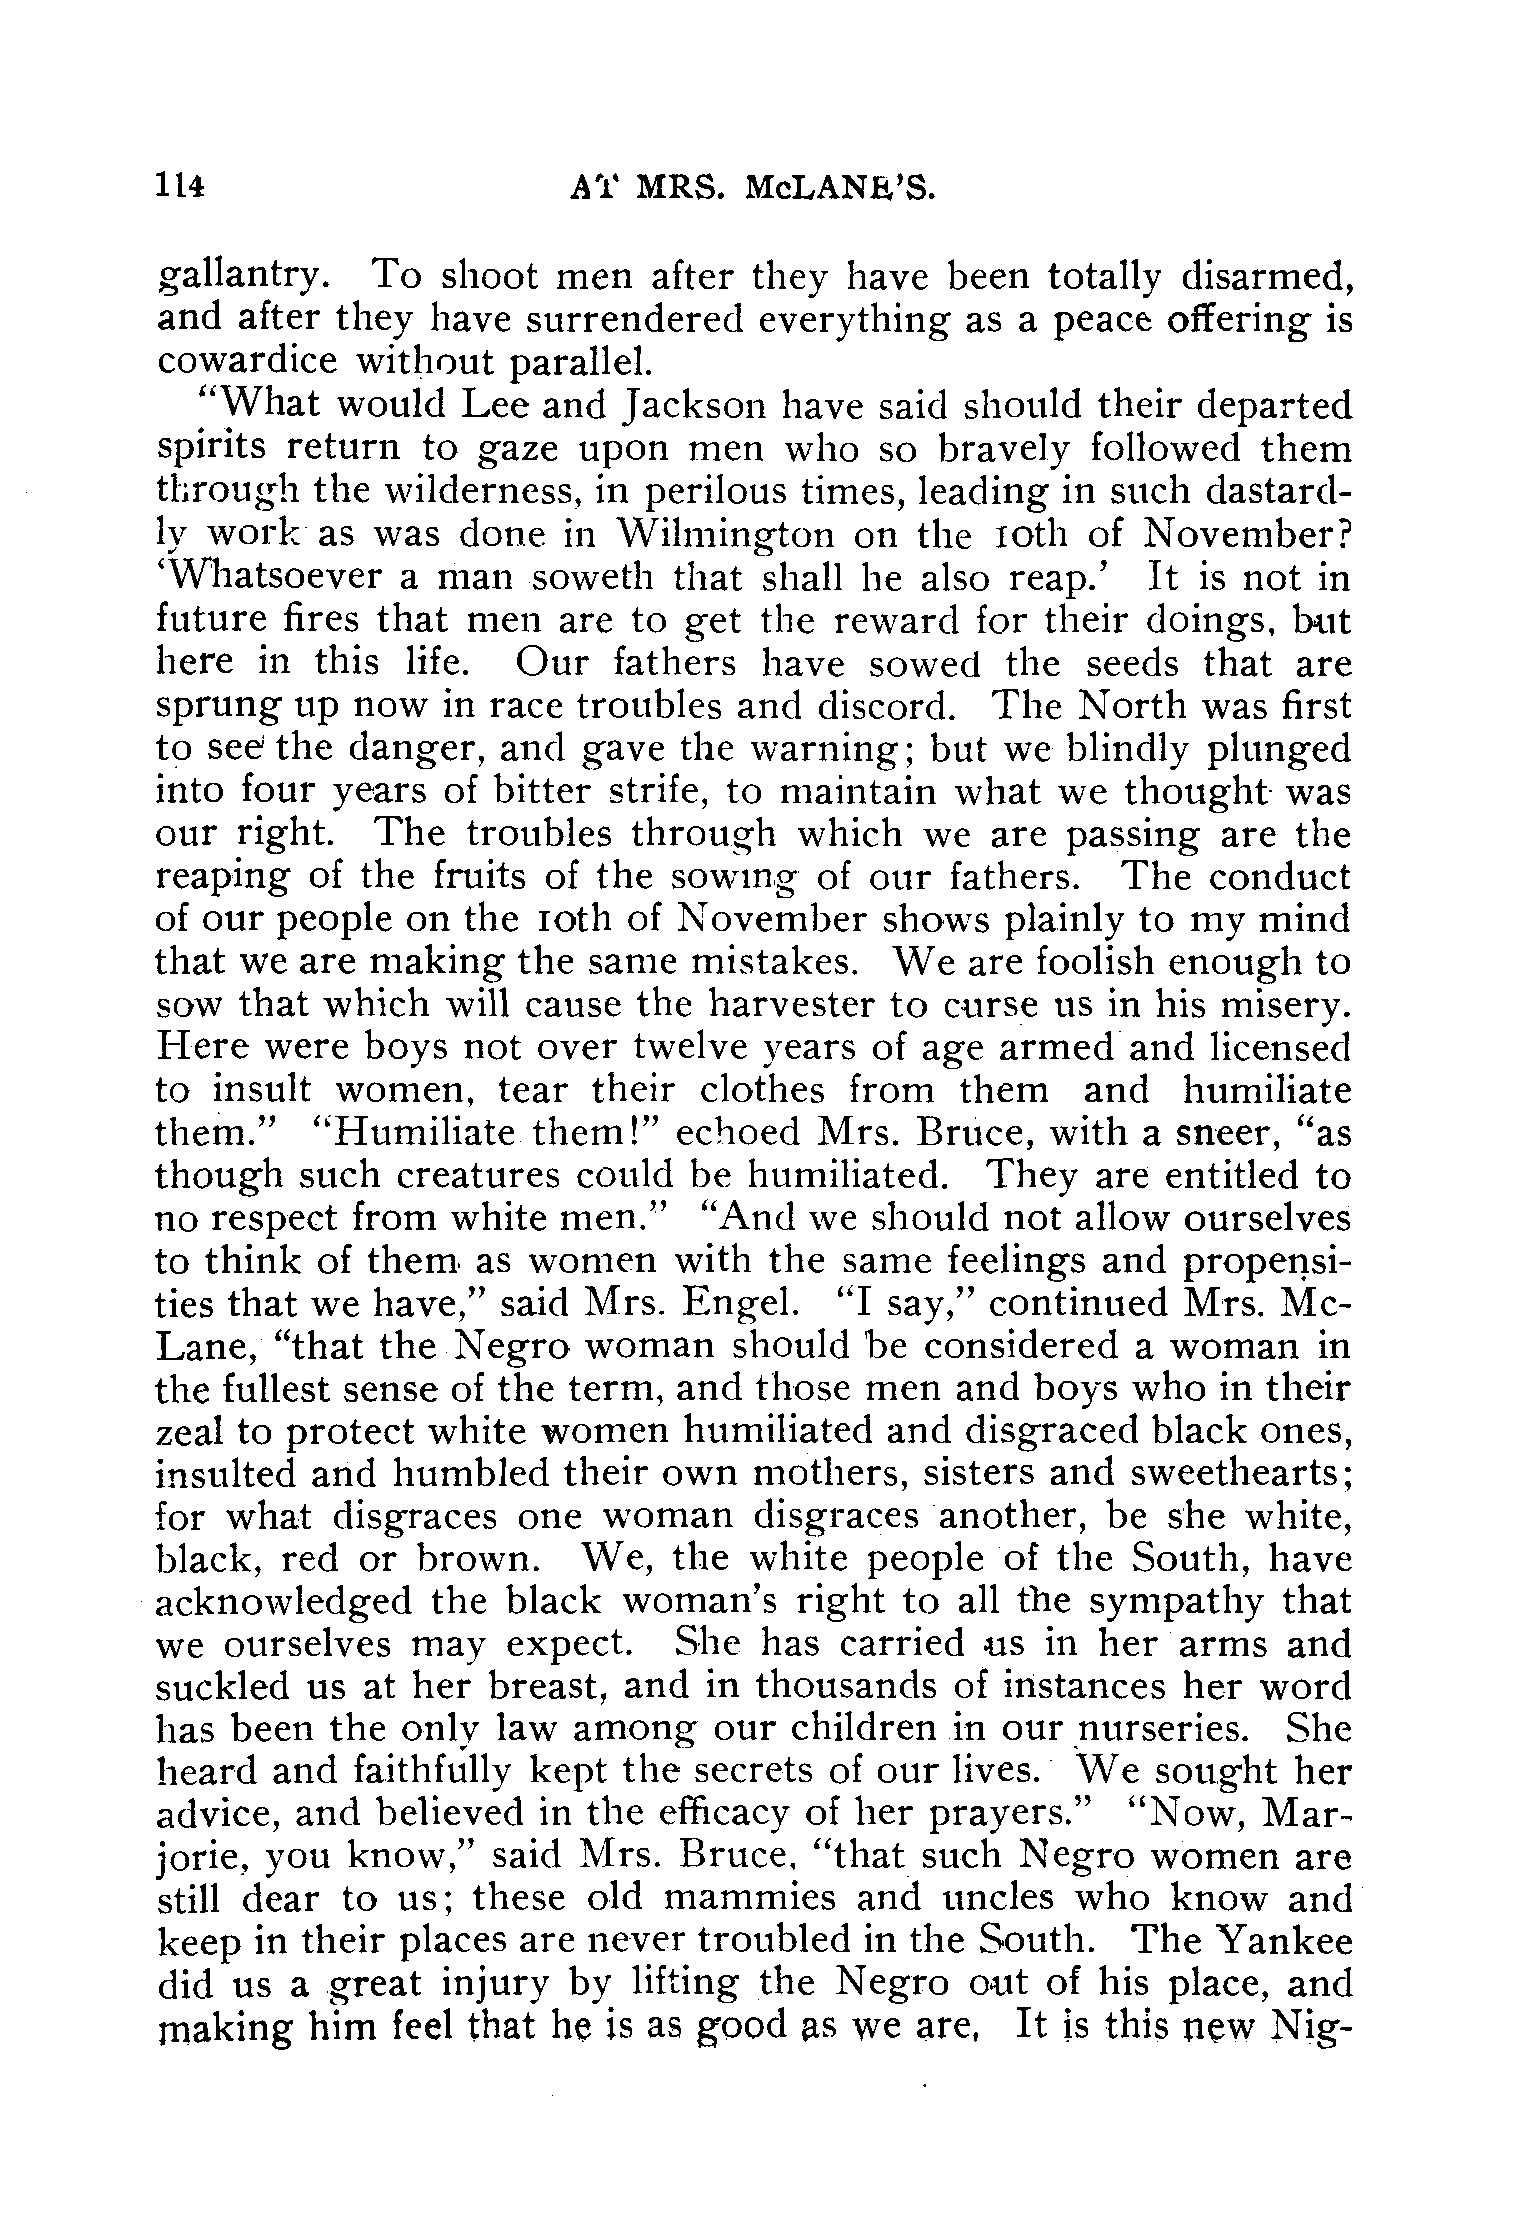 114 AT MRS. McLANE'S.
gallantry. To shoot men after they have been totally disarmed,
and after they have surrendered everything as a peace offering is
cowardice without parallel.
"What would Lee and Jackson have said should their departed
spirits return to gaze upon men who so bravely followed them
through the wilderness, in perilous times, leading in such dastard-
ly work as was done in Wilmington on the 10th of November?
'Whatsoever a man soweth that shall he also reap.' It is not in
future fires that men are to get the reward for their doings, but
here in this life. Our fathers have sowed the seeds that are
sprung up now in race troubles and discord. The North was first
to see the danger, and gave the warning; but we blindly plunged
into four years of bitter strife, to maintain what we thought was
our right. The troubles through which we are passing are the
reaping of the fruits of the sowing of our fathers. The conduct
of our people on the 10th of November shows plainly to my mind
that we are making the same mistakes. We are foolish enough to
sow that which will cause the harvester to curse us in his misery.
Here were boys not over twelve years of age armed and licensed
to insult women, tear their clothes from them and humiliate
them." "Humiliate them!" echoed Mrs. Bruce, with a sneer, "as
though such creatures could be humiliated. They are entitled to
no respect from white men." "And we should not allow ourselves
to think of them as women with the same feelings and propensi-
ties that we have," said Mrs. Engel. "I say," continued Mrs. Mc-
Lane, "that the Negro woman should be considered a woman in
the fullest sense of the term, and those men and boys who in their
zeal to protect white women humiliated and disgraced black ones,
insulted and humbled their own mothers, sisters and sweethearts;
for what disgraces one woman disgraces another, be she white,
black, red or brown. We, the white people of the South, have
acknowledged the black woman's right to all the sympathy that
we ourselves may expect. She has carried us in her arms and
suckled us at her breast, and in thousands of instances her word
has been the only law among our children in our nurseries. She
heard and faithfully kept the secrets of our lives. We sought her
advice, and believed in the efficacy of her prayers." "Now, Mar-
jorie, you know," said Mrs. Bruce, "that such Negro women are
still dear to us; these old mammies and uncles who know and
keep in their places are never troubled in the South. The Yankee
did us a great injury by lifting the Negro out of his place, and
making him feel that he is as good as we are, It is this new Nig-